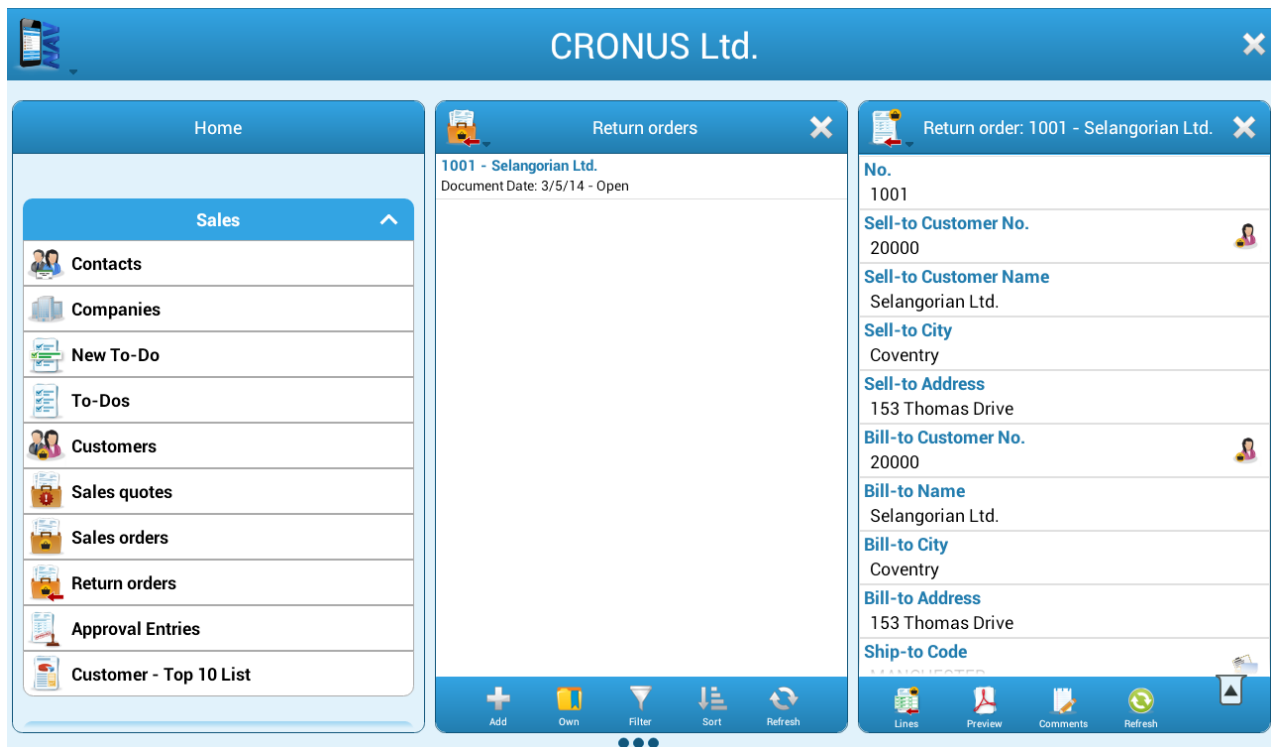 CRONUS Ltd.
Home
Sales
Contacts
Companies
New To-Do
To-Dos
Customers
Sales quotes
Sales orders
Return orders
Approval Entries
Customer - Top 10 List
Return orders
1001 - Selangorian Ltd.
Document Date: 3/5/14 - Open
Add
Own
Filter
Sort
Refresh
Return order: 1001 - Selangorian Ltd.
No.
1001
Sell-to Customer No.
20000
Sell-to Customer Name
Selangorian Ltd.
Sell-to City
Coventry
Sell-to Address
153 Thomas Drive
Bill-to Customer No.
20000
Bill-to Name
Selangorian Ltd.
Bill-to City
Coventry
Bill-to Address
153 Thomas Drive
Ship-to Code
Lines
Preview
Comments
Refresh